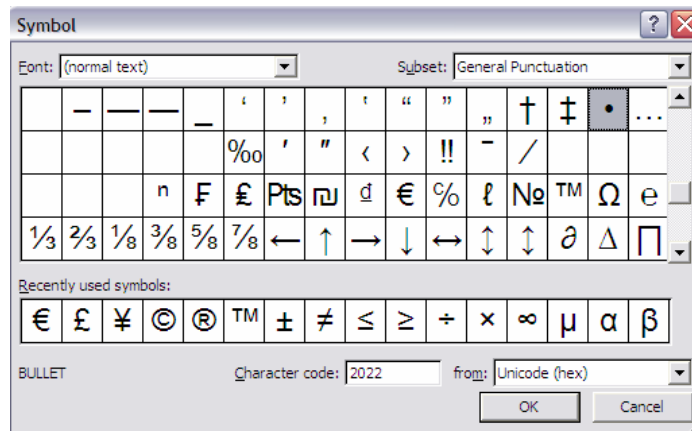 Symbol
Font: (normal text) Subset: General Punctuation
– — ― ‗ ‘ ’ ‚ ‛ “ ” „ † ‡ • …
‰ ′ ″ ‹ › ‼ ‾ ⁄
ⁿ ₣ ₤ ₧ ₪ ₫ € ℅ ℓ № ™ Ω ℮
⅓ ⅔ ⅛ ⅜ ⅝ ⅞ ← ↑ → ↓ ↔ ↕ ↨ ∂ ∆ ∏
Recently used symbols:
€ £ ¥ © ® ™ ± ≠ ≤ ≥ ÷ × ∞ µ α β
BULLET Character code: 2022 from: Unicode (hex)
OK Cancel